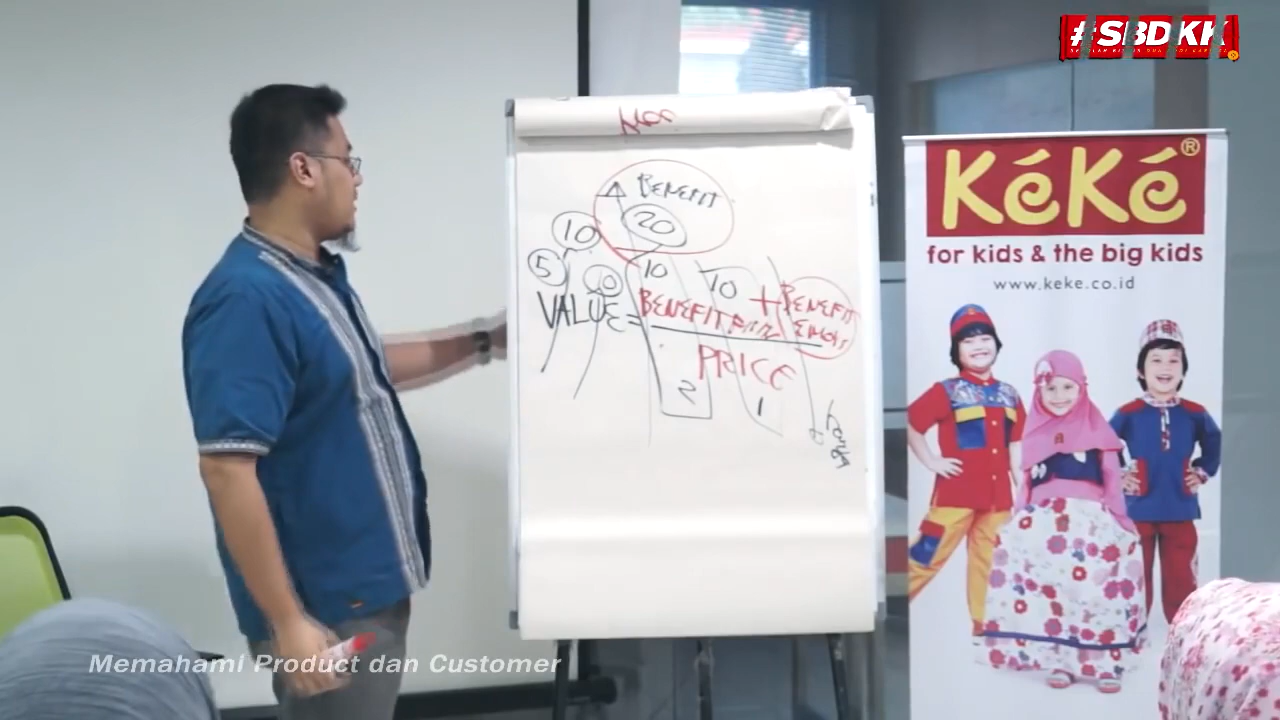 #SBDKK
BENEFIT
10
20
5
10
10
10
VALUE = BENEFIT + BENEFIT
PRICE
2
1
KéKé®
for kids & the big kids
www.keke.co.id
Memahami Product dan Customer